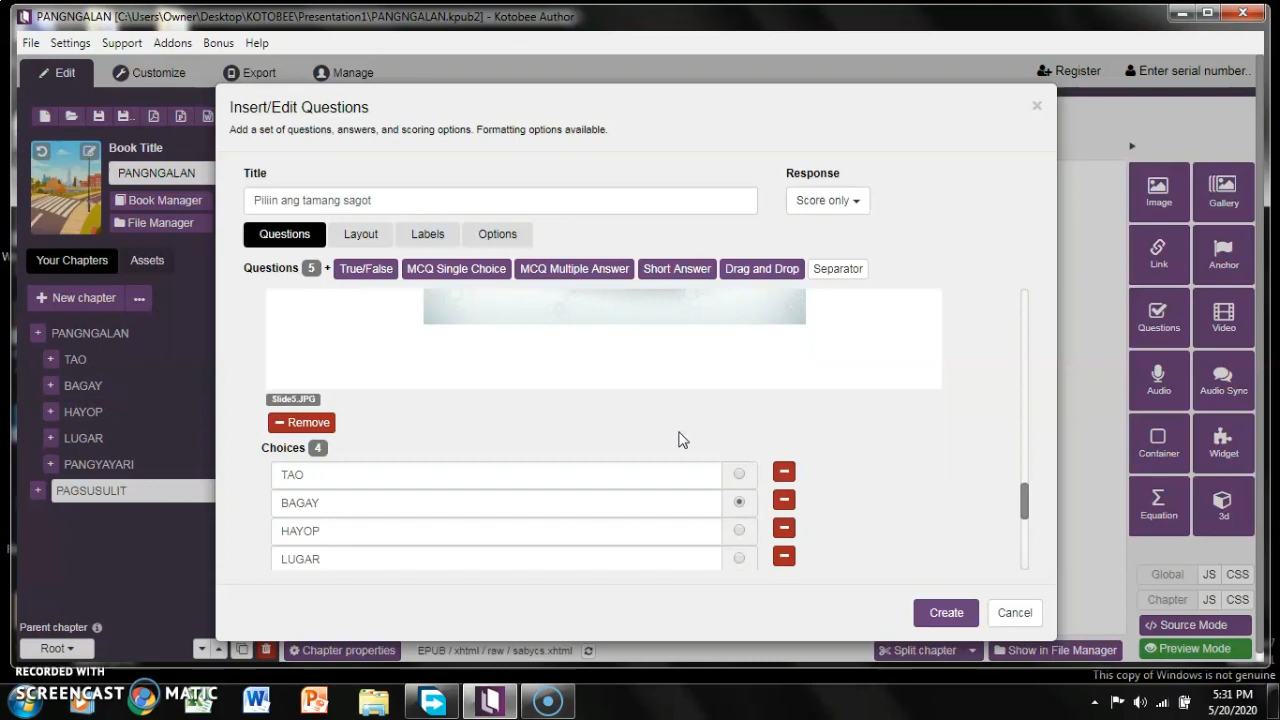 PANGNGALAN [C:\Users\Owner\Desktop\KOTOBEE\Presentation1\PANGNGALAN.kpub2] - Kotobee Author
File Settings Support Addons Bonus Help
Edit Customize Export Manage Register Enter serial number..
Insert/Edit Questions
Add a set of questions, answers, and scoring options. Formatting options available.
Book Title
PANGNGALAN
Book Manager
File Manager
Your Chapters Assets
+ New chapter ...
PANGNGALAN
TAO
BAGAY
HAYOP
LUGAR
PANGYAYARI
PAGSUSULIT
Parent chapter
Root
Title Response
Piliin ang tamang sagot Score only
Questions Layout Labels Options
Questions 5 + True/False MCQ Single Choice MCQ Multiple Answer Short Answer Drag and Drop Separator
Slide5.JPG
Remove
Choices 4
TAO
BAGAY
HAYOP
LUGAR
Create Cancel
Image Gallery
Link Anchor
Questions Video
Audio Audio Sync
Container Widget
Equation 3d
Global JS CSS
Chapter JS CSS
Source Mode
Preview Mode
Chapter properties EPUB / xhtml / raw / sabycs.xhtml Split chapter Show in File Manager
This copy of Windows is not genuine
RECORDED WITH
SCREENCAST MATIC
5:31 PM
5/20/2020